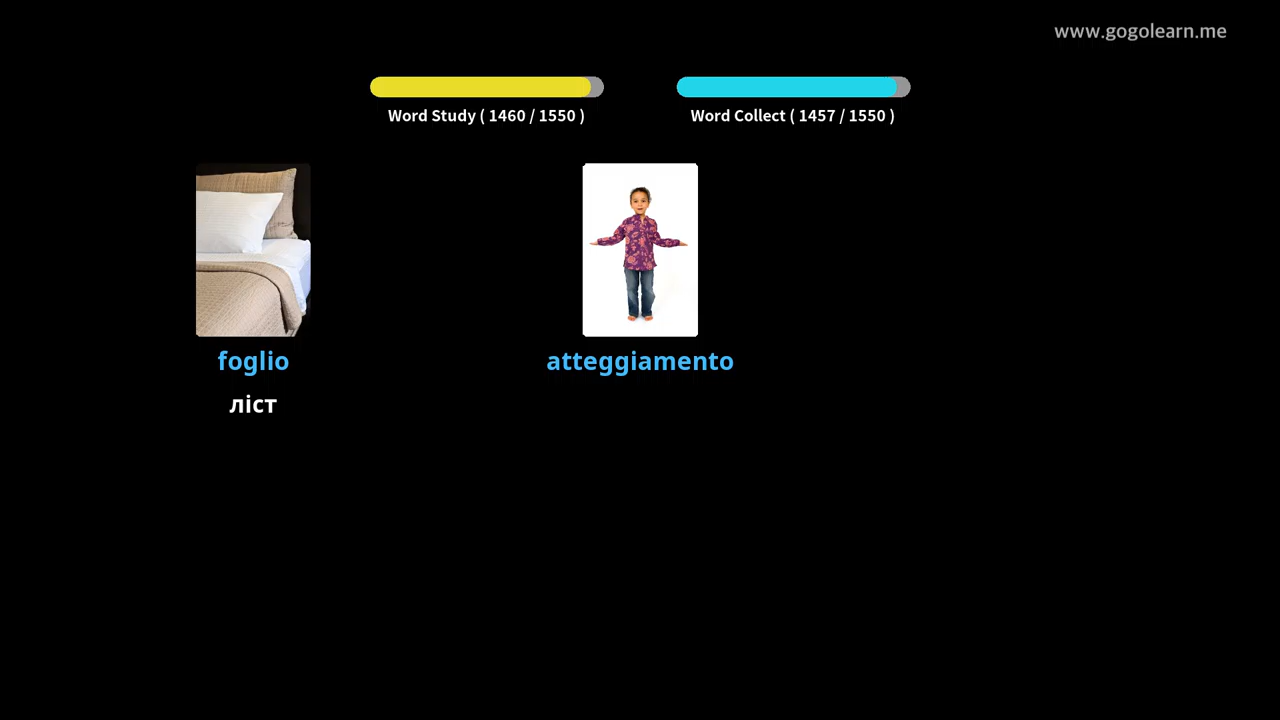 www.gogolearn.me
Word Study ( 1460 / 1550 )
Word Collect ( 1457 / 1550 )
foglio
atteggiamento
ліст